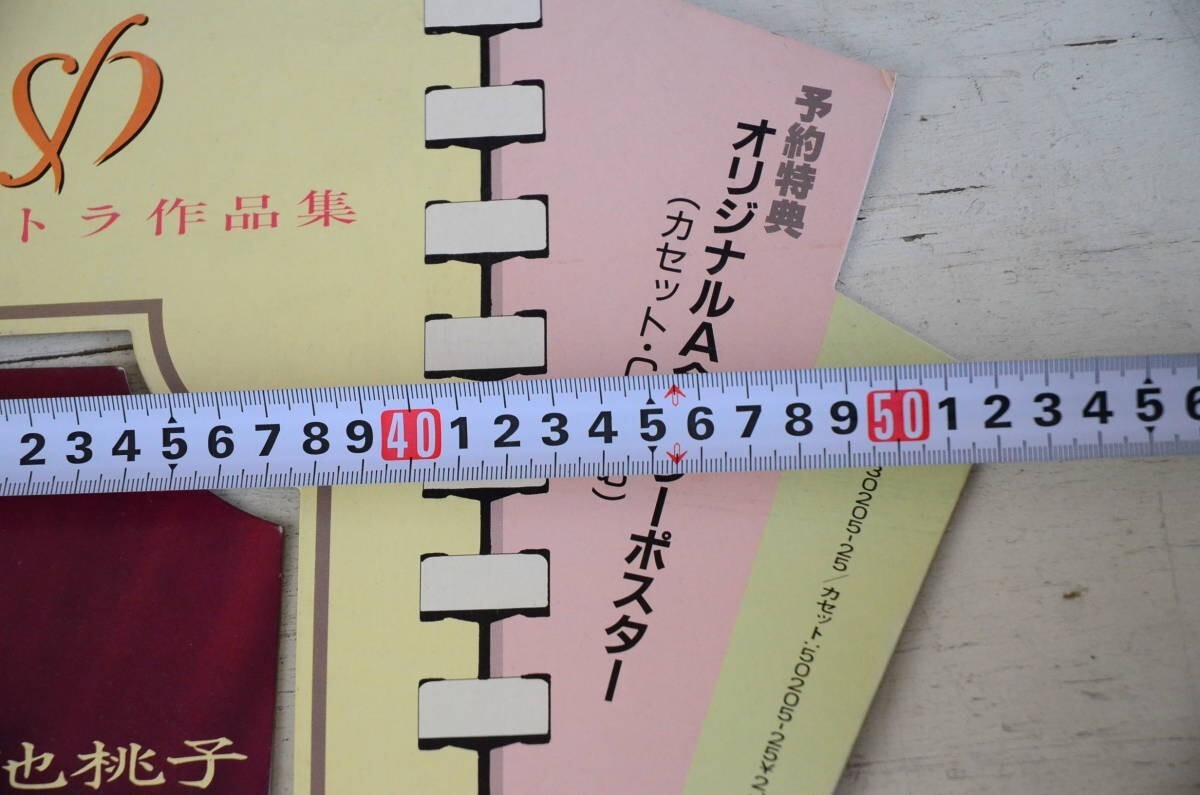 トラ作品集
予約特典
オリジナルA
ーポスター
(カセット・
2 3 4 5 6 7 8 9 40 1 2 3 4 5 6 7 8 9 50 1 2 3 4 5 6
30205-25/カセット:50205-25
也桃子